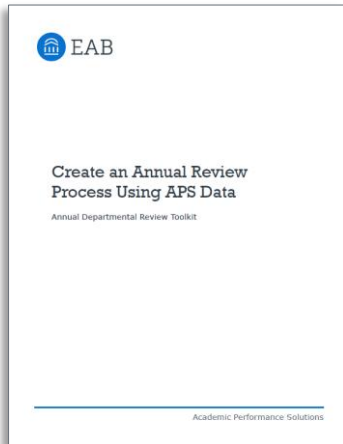 EAB
Create an Annual Review
Process Using APS Data
Annual Departmental Review Toolkit
Academic Performance Solutions